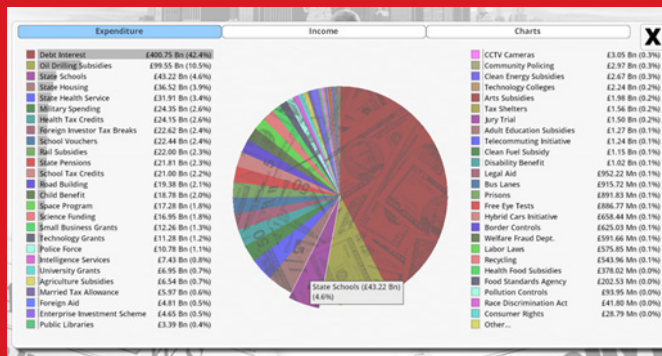 Expenditure
Income
Charts
X
Debt Interest £400.75 Bn (42.4%)
Oil Drilling Subsidies £99.55 Bn (10.5%)
State Schools £43.22 Bn (4.6%)
State Housing £36.52 Bn (3.9%)
State Health Service £31.91 Bn (3.4%)
Military Spending £24.35 Bn (2.6%)
Health Tax Credits £24.15 Bn (2.6%)
Foreign Investor Tax Breaks £22.62 Bn (2.4%)
School Vouchers £22.44 Bn (2.4%)
Rail Subsidies £22.00 Bn (2.3%)
State Pensions £21.81 Bn (2.3%)
School Tax Credits £21.00 Bn (2.2%)
Road Building £19.38 Bn (2.1%)
Child Benefit £18.78 Bn (2.0%)
Space Program £17.28 Bn (1.8%)
Science Funding £16.95 Bn (1.8%)
Small Business Grants £12.26 Bn (1.3%)
Technology Grants £11.28 Bn (1.2%)
Police Force £10.78 Bn (1.1%)
Intelligence Services £7.43 Bn (0.8%)
University Grants £6.95 Bn (0.7%)
Agriculture Subsidies £6.54 Bn (0.7%)
Married Tax Allowance £5.97 Bn (0.6%)
Foreign Aid £4.81 Bn (0.5%)
Enterprise Investment Scheme £4.65 Bn (0.5%)
Public Libraries £3.39 Bn (0.4%)
State Schools (£43.22 Bn)
(4.6%)
CCTV Cameras £3.05 Bn (0.3%)
Community Policing £2.97 Bn (0.3%)
Clean Energy Subsidies £2.67 Bn (0.3%)
Technology Colleges £2.24 Bn (0.2%)
Arts Subsidies £1.98 Bn (0.2%)
Tax Shelters £1.56 Bn (0.2%)
Jury Trial £1.50 Bn (0.2%)
Adult Education Subsidies £1.27 Bn (0.1%)
Telecommuting Initiative £1.24 Bn (0.1%)
Clean Fuel Subsidy £1.15 Bn (0.1%)
Disability Benefit £1.02 Bn (0.1%)
Legal Aid £952.22 Mn (0.1%)
Bus Lanes £915.72 Mn (0.1%)
Prisons £891.83 Mn (0.1%)
Free Eye Tests £886.77 Mn (0.1%)
Hybrid Cars Initiative £658.44 Mn (0.1%)
Border Controls £625.03 Mn (0.1%)
Welfare Fraud Dept. £591.66 Mn (0.1%)
Labor Laws £575.85 Mn (0.1%)
Recycling £543.96 Mn (0.1%)
Health Food Subsidies £378.02 Mn (0.0%)
Food Standards Agency £202.53 Mn (0.0%)
Pollution Controls £93.95 Mn (0.0%)
Race Discrimination Act £41.80 Mn (0.0%)
Consumer Rights £28.79 Mn (0.0%)
Other...